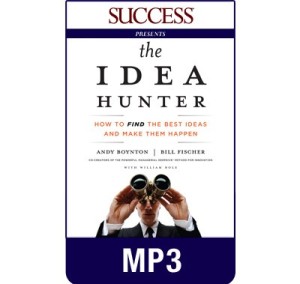 SUCCESS
PRESENTS
the
IDEA
HUNTER
HOW TO FIND THE BEST IDEAS
AND MAKE THEM HAPPEN
ANDY BOYNTON | BILL FISCHER
WITH WILLIAM BOLE
MP3